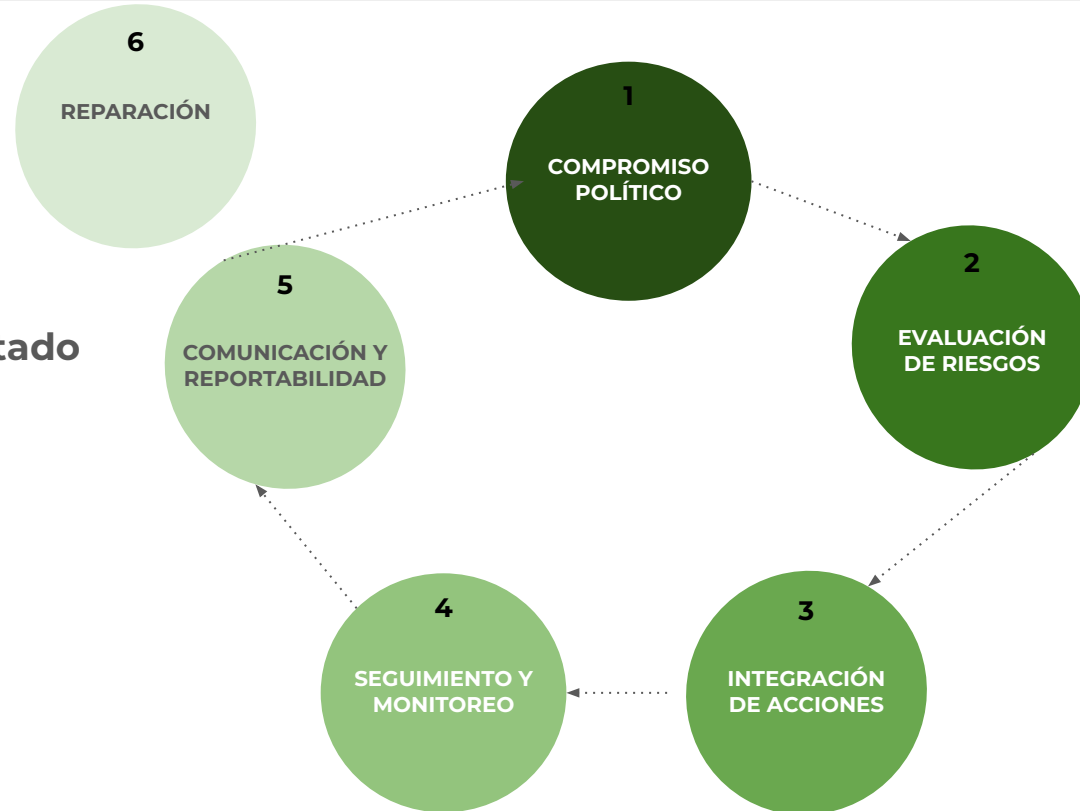 6
REPARACIÓN
1
COMPROMISO
POLÍTICO
2
EVALUACIÓN
DE RIESGOS
3
INTEGRACIÓN
DE ACCIONES
4
SEGUIMIENTO Y
MONITOREO
5
COMUNICACIÓN Y
REPORTABILIDAD
tado